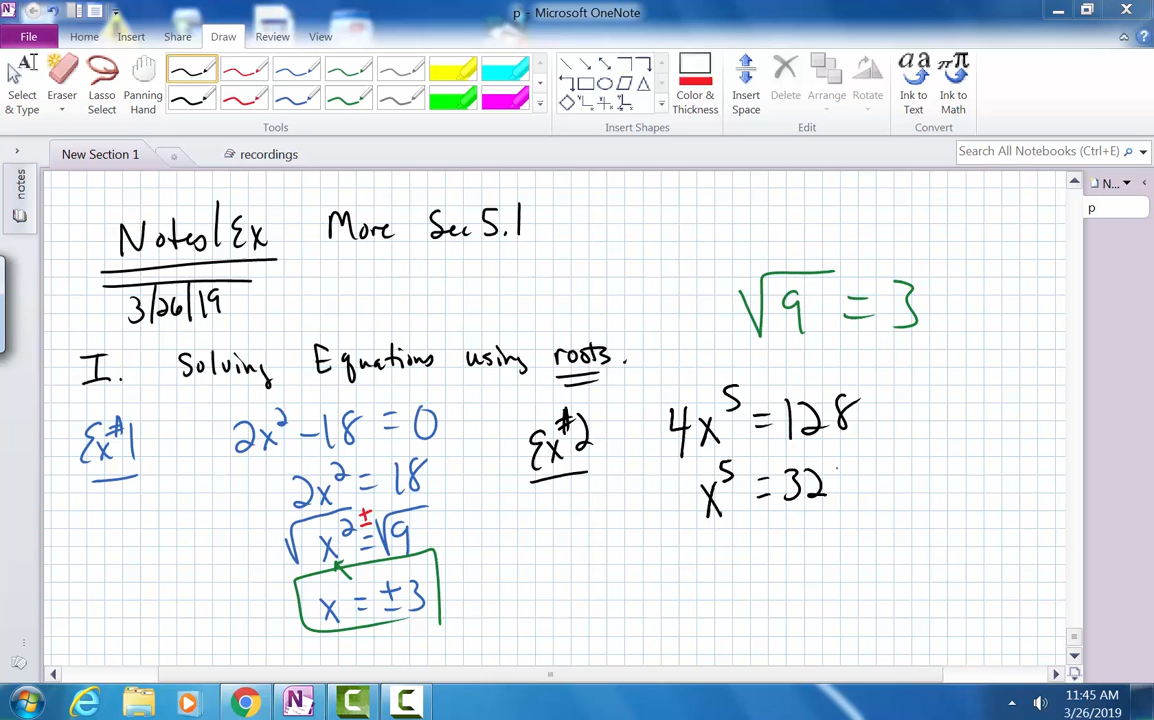 p - Microsoft OneNote
File Home Insert Share Draw Review View
Select & Type
Eraser
Lasso Select
Panning Hand
Color & Thickness
Insert Space
Delete
Arrange
Rotate
Ink to Text
Ink to Math
Tools
Insert Shapes
Edit
Convert
New Section 1
recordings
Search All Notebooks (Ctrl+E)
notes
N...
p
Notes/Ex More Sec 5.1
3/26/19
√9 = 3
I. Solving Equations using roots.
Ex#1
2x² - 18 = 0
2x² = 18
√x² = ±√9
x = ±3
Ex#2
4x⁵ = 128
x⁵ = 32
11:45 AM
3/26/2019